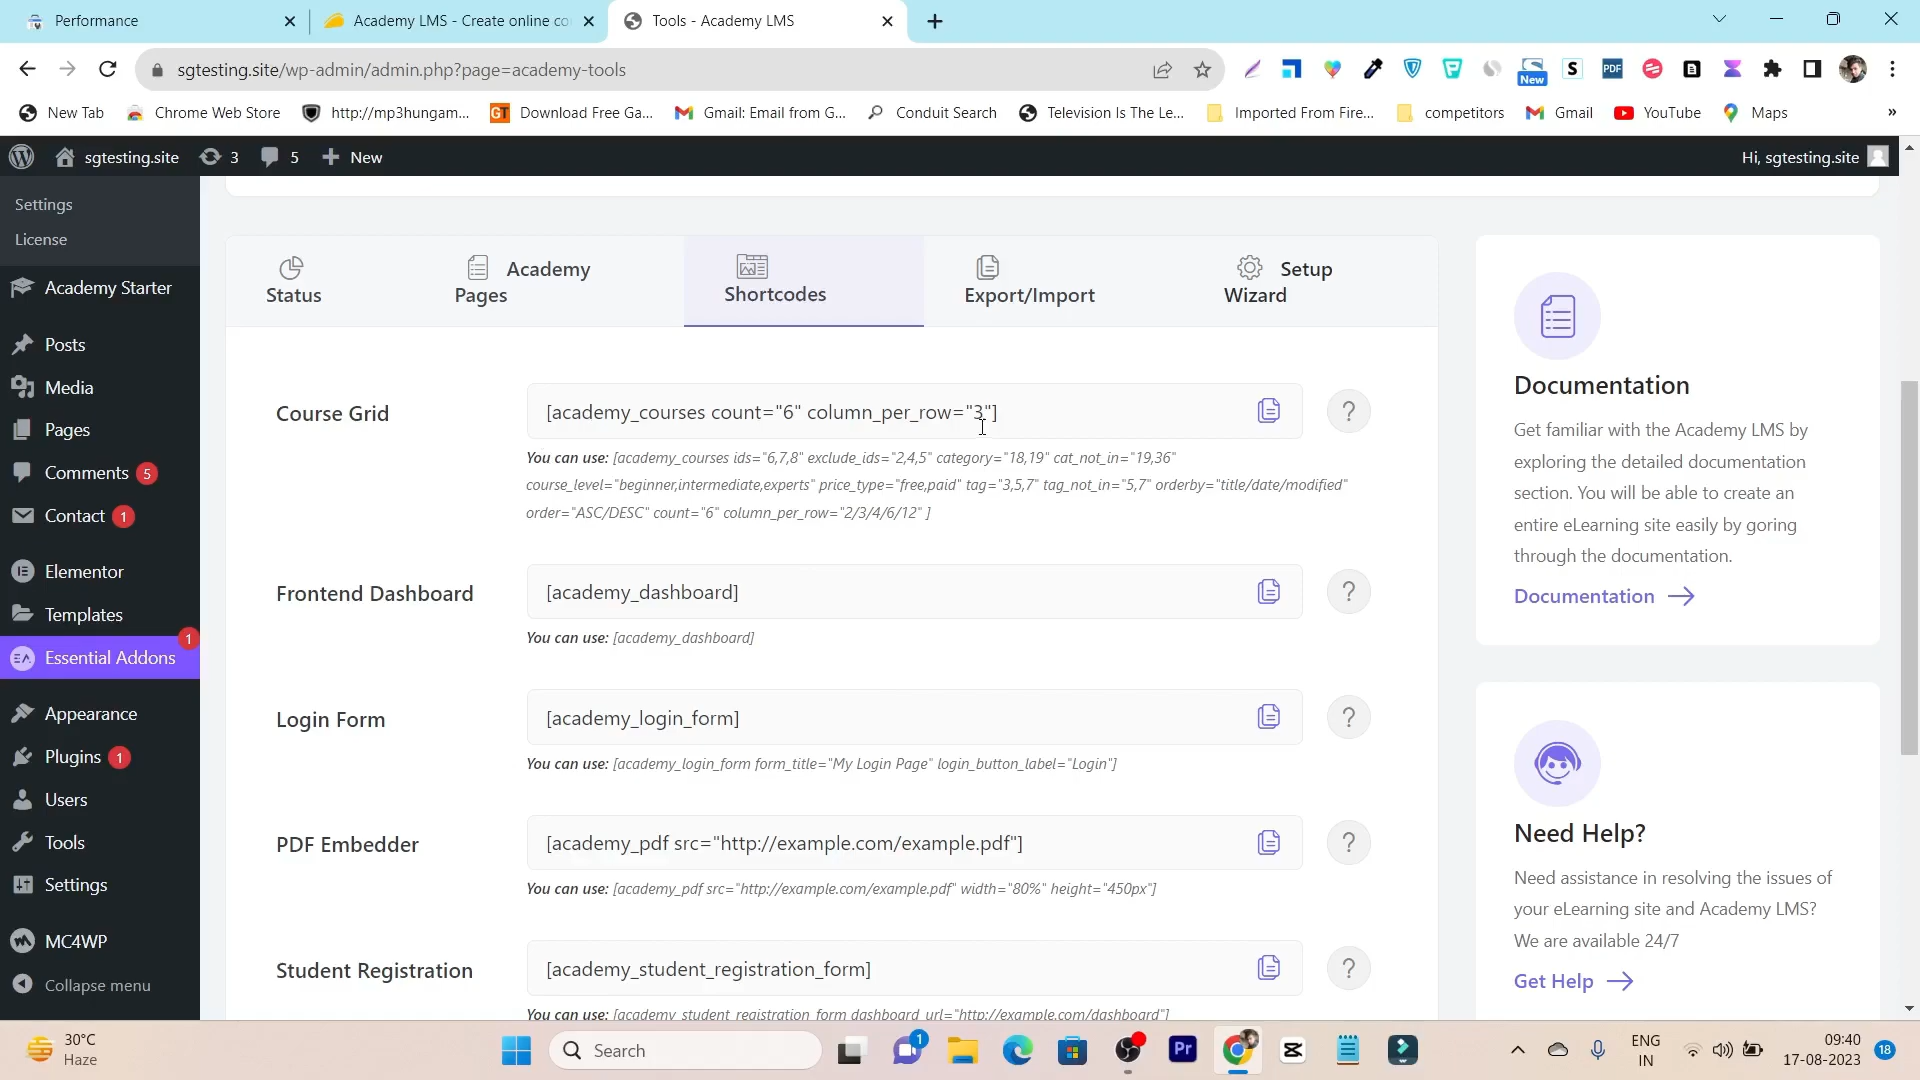 Performance
Academy LMS - Create online co
Tools - Academy LMS
sgtesting.site/wp-admin/admin.php?page=academy-tools
New
PDF
New Tab
Chrome Web Store
http://mp3hungam...
GT Download Free Ga...
Gmail: Email from G...
Conduit Search
Television Is The Le...
Imported From Fire...
competitors
Gmail
YouTube
Maps
»
sgtesting.site
3
5
New
Hi, sgtesting.site
Settings
License
Academy Starter
Posts
Media
Pages
Comments 5
Contact 1
Elementor
Templates
1
Essential Addons
Appearance
Plugins 1
Users
Tools
Settings
MC4WP
Collapse menu
Status
Academy
Pages
Shortcodes
Export/Import
Setup
Wizard
Course Grid
[academy_courses count="6" column_per_row="3"]
?
You can use: [academy_courses ids="6,7,8" exclude_ids="2,4,5" category="18,19" cat_not_in="19,36"
course_level="beginner,intermediate,experts" price_type="free,paid" tag="3,5,7" tag_not_in="5,7" orderby="title/date/modified"
order="ASC/DESC" count="6" column_per_row="2/3/4/6/12" ]
Frontend Dashboard
[academy_dashboard]
?
You can use: [academy_dashboard]
Login Form
[academy_login_form]
?
You can use: [academy_login_form form_title="My Login Page" login_button_label="Login"]
PDF Embedder
[academy_pdf src="http://example.com/example.pdf"]
?
You can use: [academy_pdf src="http://example.com/example.pdf" width="80%" height="450px"]
Student Registration
[academy_student_registration_form]
?
You can use: [academy_student_registration_form dashboard_url="http://example.com/dashboard"]
Documentation
Get familiar with the Academy LMS by
exploring the detailed documentation
section. You will be able to create an
entire eLearning site easily by goring
through the documentation.
Documentation
Need Help?
Need assistance in resolving the issues of
your eLearning site and Academy LMS?
We are available 24/7
Get Help
30°C
Haze
Search
1
Pr
ENG
IN
09:40
17-08-2023
18